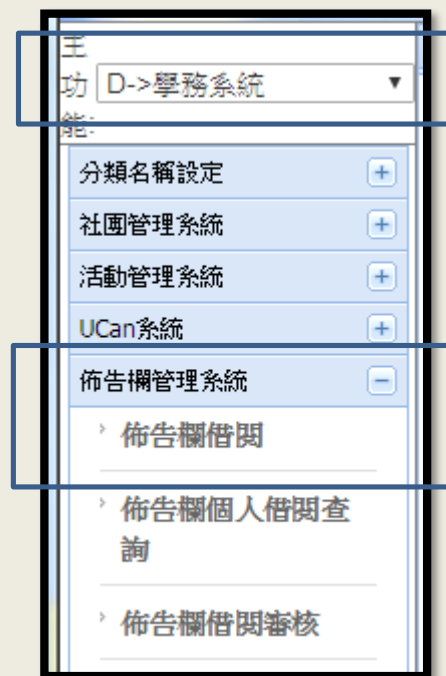 主
功 D->學務系統
能:
分類名稱設定
社團管理系統
活動管理系統
UCan系統
佈告欄管理系統
佈告欄借閱
佈告欄個人借閱查
詢
佈告欄借閱審核